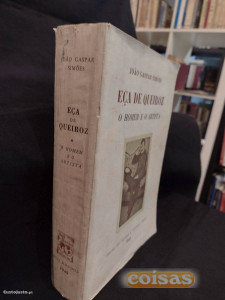 JOÃO GASPAR
SIMÕES
EÇA
DE
QUEIROZ
O HOMEM
E O
ARTISTA
JOÃO GASPAR SIMÕES
EÇA DE QUEIROZ
O HOMEM E O ARTISTA
coisas